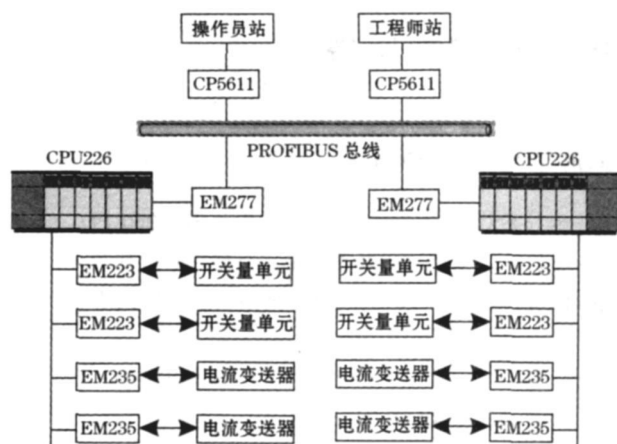 操作员站 工程师站
CP5611 CP5611
PROFIBUS 总线
CPU226 CPU226
EM277 EM277
EM223 开关量单元 开关量单元 EM223
EM223 开关量单元 开关量单元 EM223
EM235 电流变送器 电流变送器 EM235
EM235 电流变送器 电流变送器 EM235